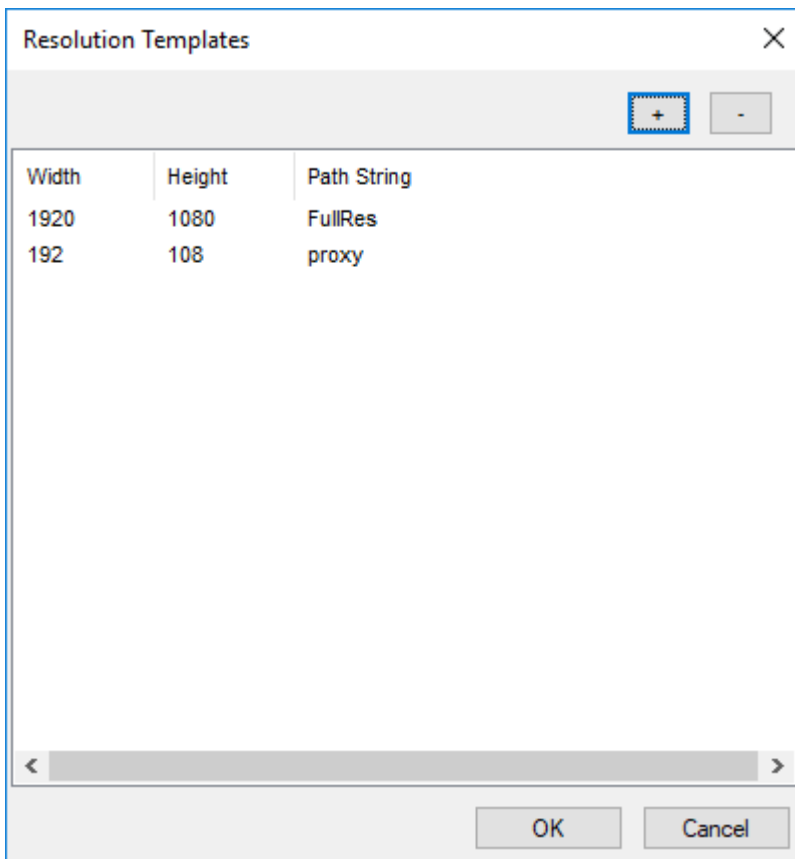 Resolution Templates
+ -
Width Height Path String
1920 1080 FullRes
192 108 proxy
OK Cancel